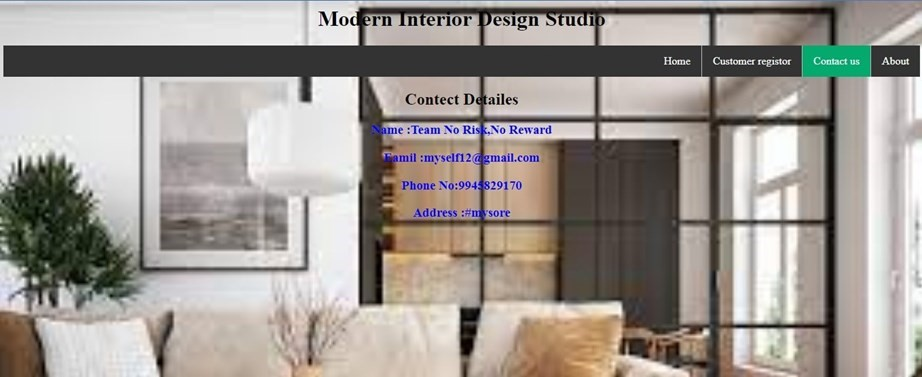 Modern Interior Design Studio
Home Customer registor Contact us About
Contect Detailes
Name :Team No Risk,No Reward
Eamil :myself12@gmail.com
Phone No:9945829170
Address :#mysore